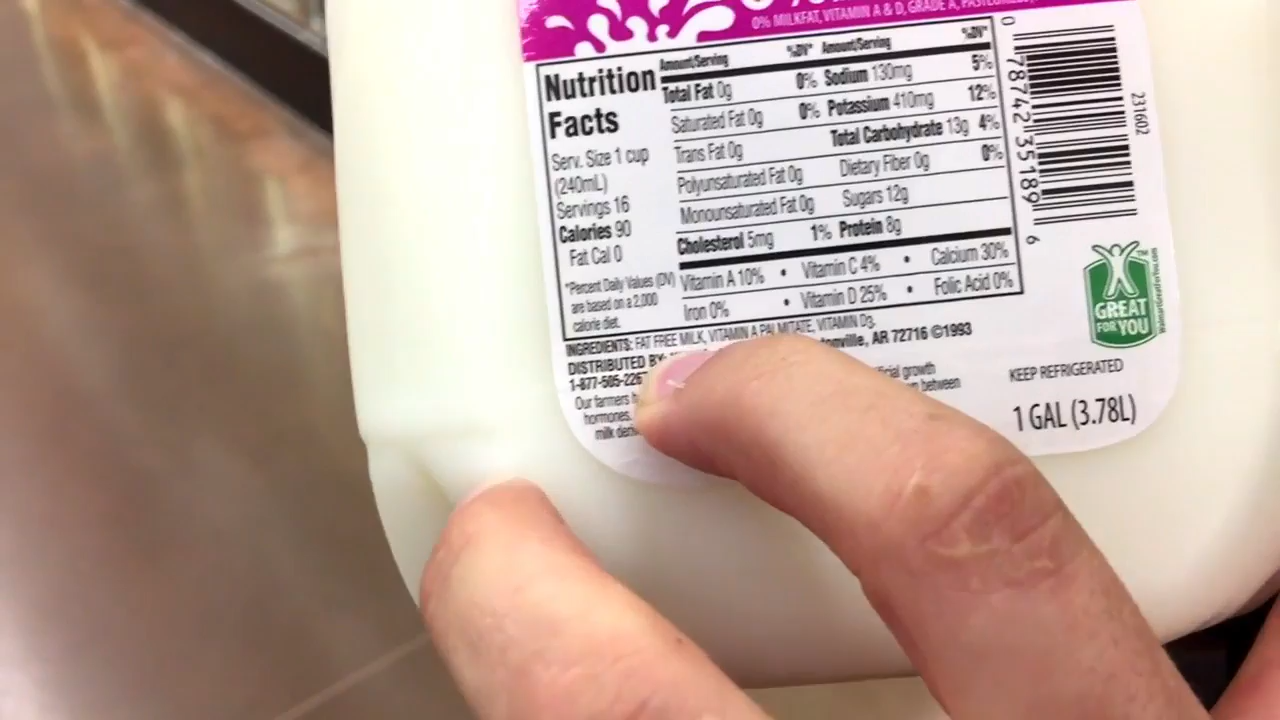 0% MILKFAT, VITAMIN A & D, GRADE A,
Nutrition
Facts
Serv. Size 1 cup
(240mL)
Servings 16
Calories 90
Fat Cal 0
*Percent Daily Values (DV)
are based on a 2,000
calorie diet.
Amount/Serving %DV* Amount/Serving %DV*
Total Fat 0g 0% Sodium 130mg 5%
Saturated Fat 0g 0% Potassium 410mg 12%
Trans Fat 0g Total Carbohydrate 13g 4%
Polyunsaturated Fat 0g Dietary Fiber 0g 0%
Monounsaturated Fat 0g Sugars 12g
Cholesterol 5mg 1% Protein 8g
Vitamin A 10% • Vitamin C 4% • Calcium 30%
Iron 0% • Vitamin D 25% • Folic Acid 0%
INGREDIENTS: FAT FREE MILK, VITAMIN A PALMITATE, VITAMIN D3.
DISTRIBUTED BY: AR 72716 ©1993
1-877-505-226
Our farmers growth
hormones. between
milk
0 78742 35189 6
231602
GREAT
FOR YOU
™
WalmartGreatForYou.com
KEEP REFRIGERATED
1 GAL (3.78L)